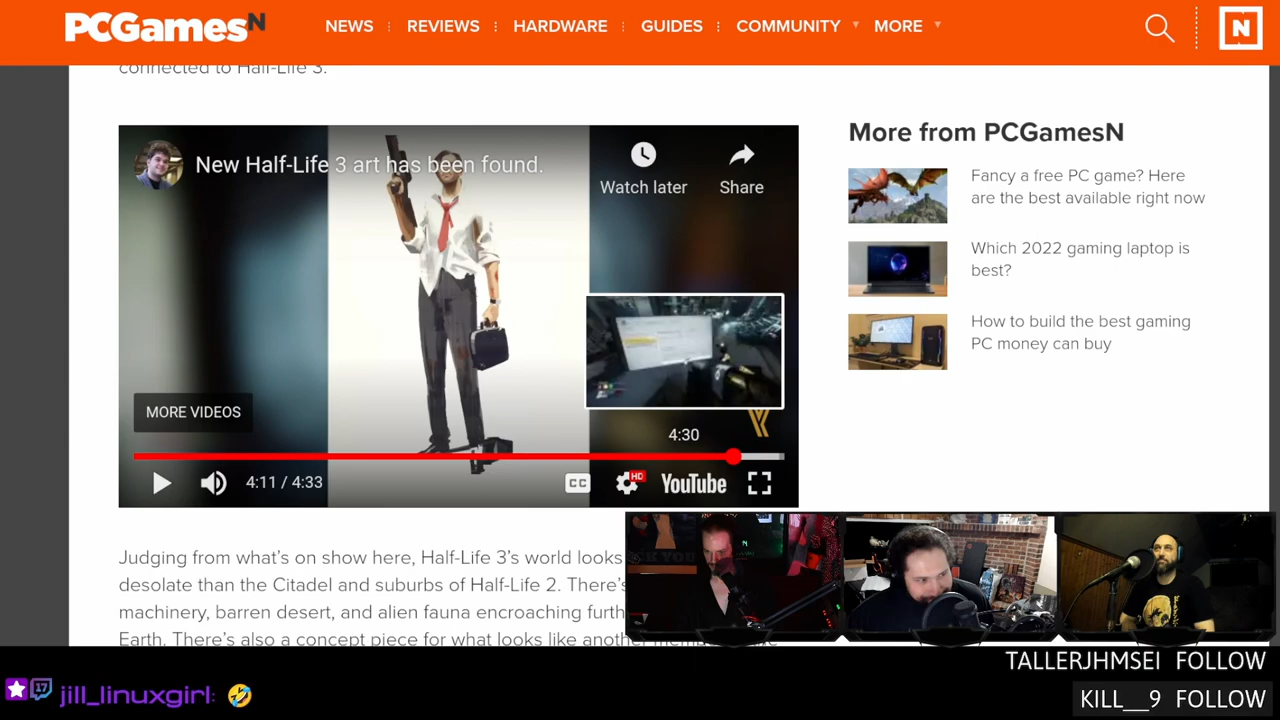 PCGamesN
NEWS
REVIEWS
HARDWARE
GUIDES
COMMUNITY
MORE
N
connected to Half-Life 3.
New Half-Life 3 art has been found.
Watch later
Share
MORE VIDEOS
4:30
4:11 / 4:33
CC
HD
YouTube
More from PCGamesN
Fancy a free PC game? Here
are the best available right now
Which 2022 gaming laptop is
best?
How to build the best gaming
PC money can buy
Judging from what's on show here, Half-Life 3's world looks
desolate than the Citadel and suburbs of Half-Life 2. There's
machinery, barren desert, and alien fauna encroaching furth
Earth. There's also a concept piece for what looks like another
17
jill_linuxgirl:
TALLERJHMSEI FOLLOW
KILL__9 FOLLOW